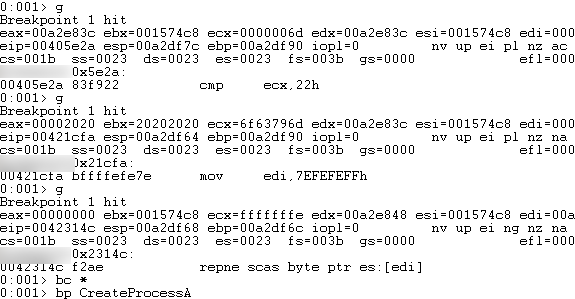 0:001> g
Breakpoint 1 hit
eax=00a2e83c ebx=001574c8 ecx=0000006d edx=00a2e83c esi=001574c8 edi=000
eip=00405e2a esp=00a2df7c ebp=00a2df90 iopl=0 nv up ei pl nz ac
cs=001b ss=0023 ds=0023 es=0023 fs=003b gs=0000 efl=000
0x5e2a:
00405e2a 83f922 cmp ecx,22h
0:001> g
Breakpoint 1 hit
eax=00002020 ebx=20202020 ecx=6f63796d edx=00a2e83c esi=001574c8 edi=00a
eip=00421cfa esp=00a2df64 ebp=00a2df90 iopl=0 nv up ei pl nz na
cs=001b ss=0023 ds=0023 es=0023 fs=003b gs=0000 efl=000
0x21cfa:
00421cfa bffffefe7e mov edi,7EFEFEFFh
0:001> g
Breakpoint 1 hit
eax=00000000 ebx=001574c8 ecx=fffffffe edx=00a2e848 esi=001574c8 edi=00a
eip=0042314c esp=00a2df68 ebp=00a2df6c iopl=0 nv up ei ng nz na
cs=001b ss=0023 ds=0023 es=0023 fs=003b gs=0000 efl=000
0x2314c:
0042314c f2ae repne scas byte ptr es:[edi]
0:001> bc *
0:001> bp CreateProcessA